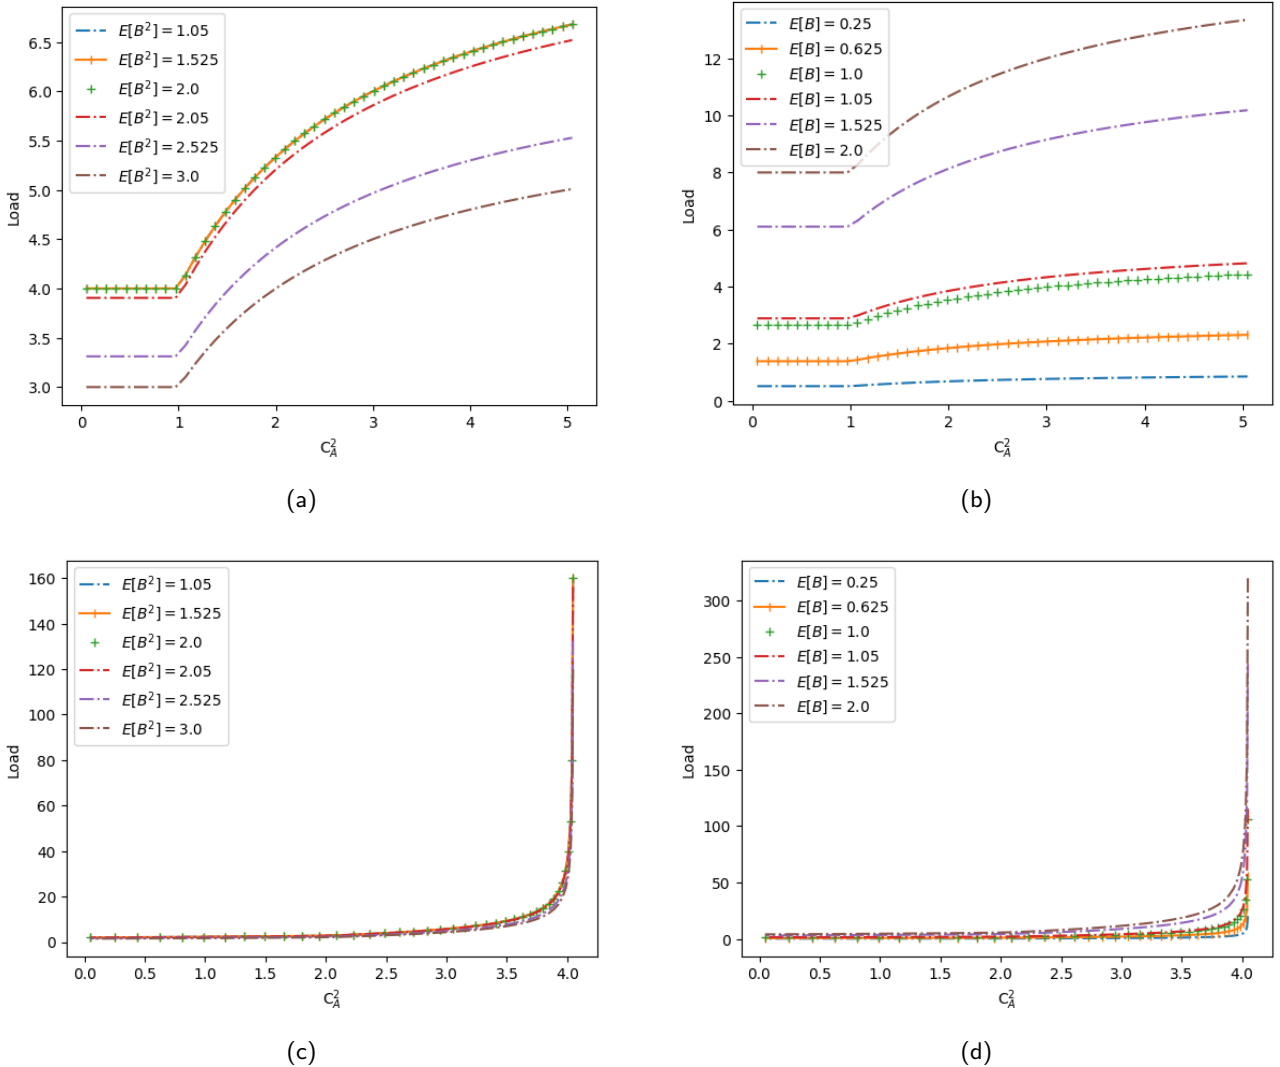 E[B²] = 1.05
E[B²] = 1.525
E[B²] = 2.0
E[B²] = 2.05
E[B²] = 2.525
E[B²] = 3.0
6.5
6.0
5.5
5.0
4.5
4.0
3.5
3.0
Load
0 1 2 3 4 5
C²_A
(a)
E[B] = 0.25
E[B] = 0.625
E[B] = 1.0
E[B] = 1.05
E[B] = 1.525
E[B] = 2.0
12
10
8
6
4
2
0
Load
0 1 2 3 4 5
C²_A
(b)
E[B²] = 1.05
E[B²] = 1.525
E[B²] = 2.0
E[B²] = 2.05
E[B²] = 2.525
E[B²] = 3.0
160
140
120
100
80
60
40
20
0
Load
0.0 0.5 1.0 1.5 2.0 2.5 3.0 3.5 4.0
C²_A
(c)
E[B] = 0.25
E[B] = 0.625
E[B] = 1.0
E[B] = 1.05
E[B] = 1.525
E[B] = 2.0
300
250
200
150
100
50
0
Load
0.0 0.5 1.0 1.5 2.0 2.5 3.0 3.5 4.0
C²_A
(d)